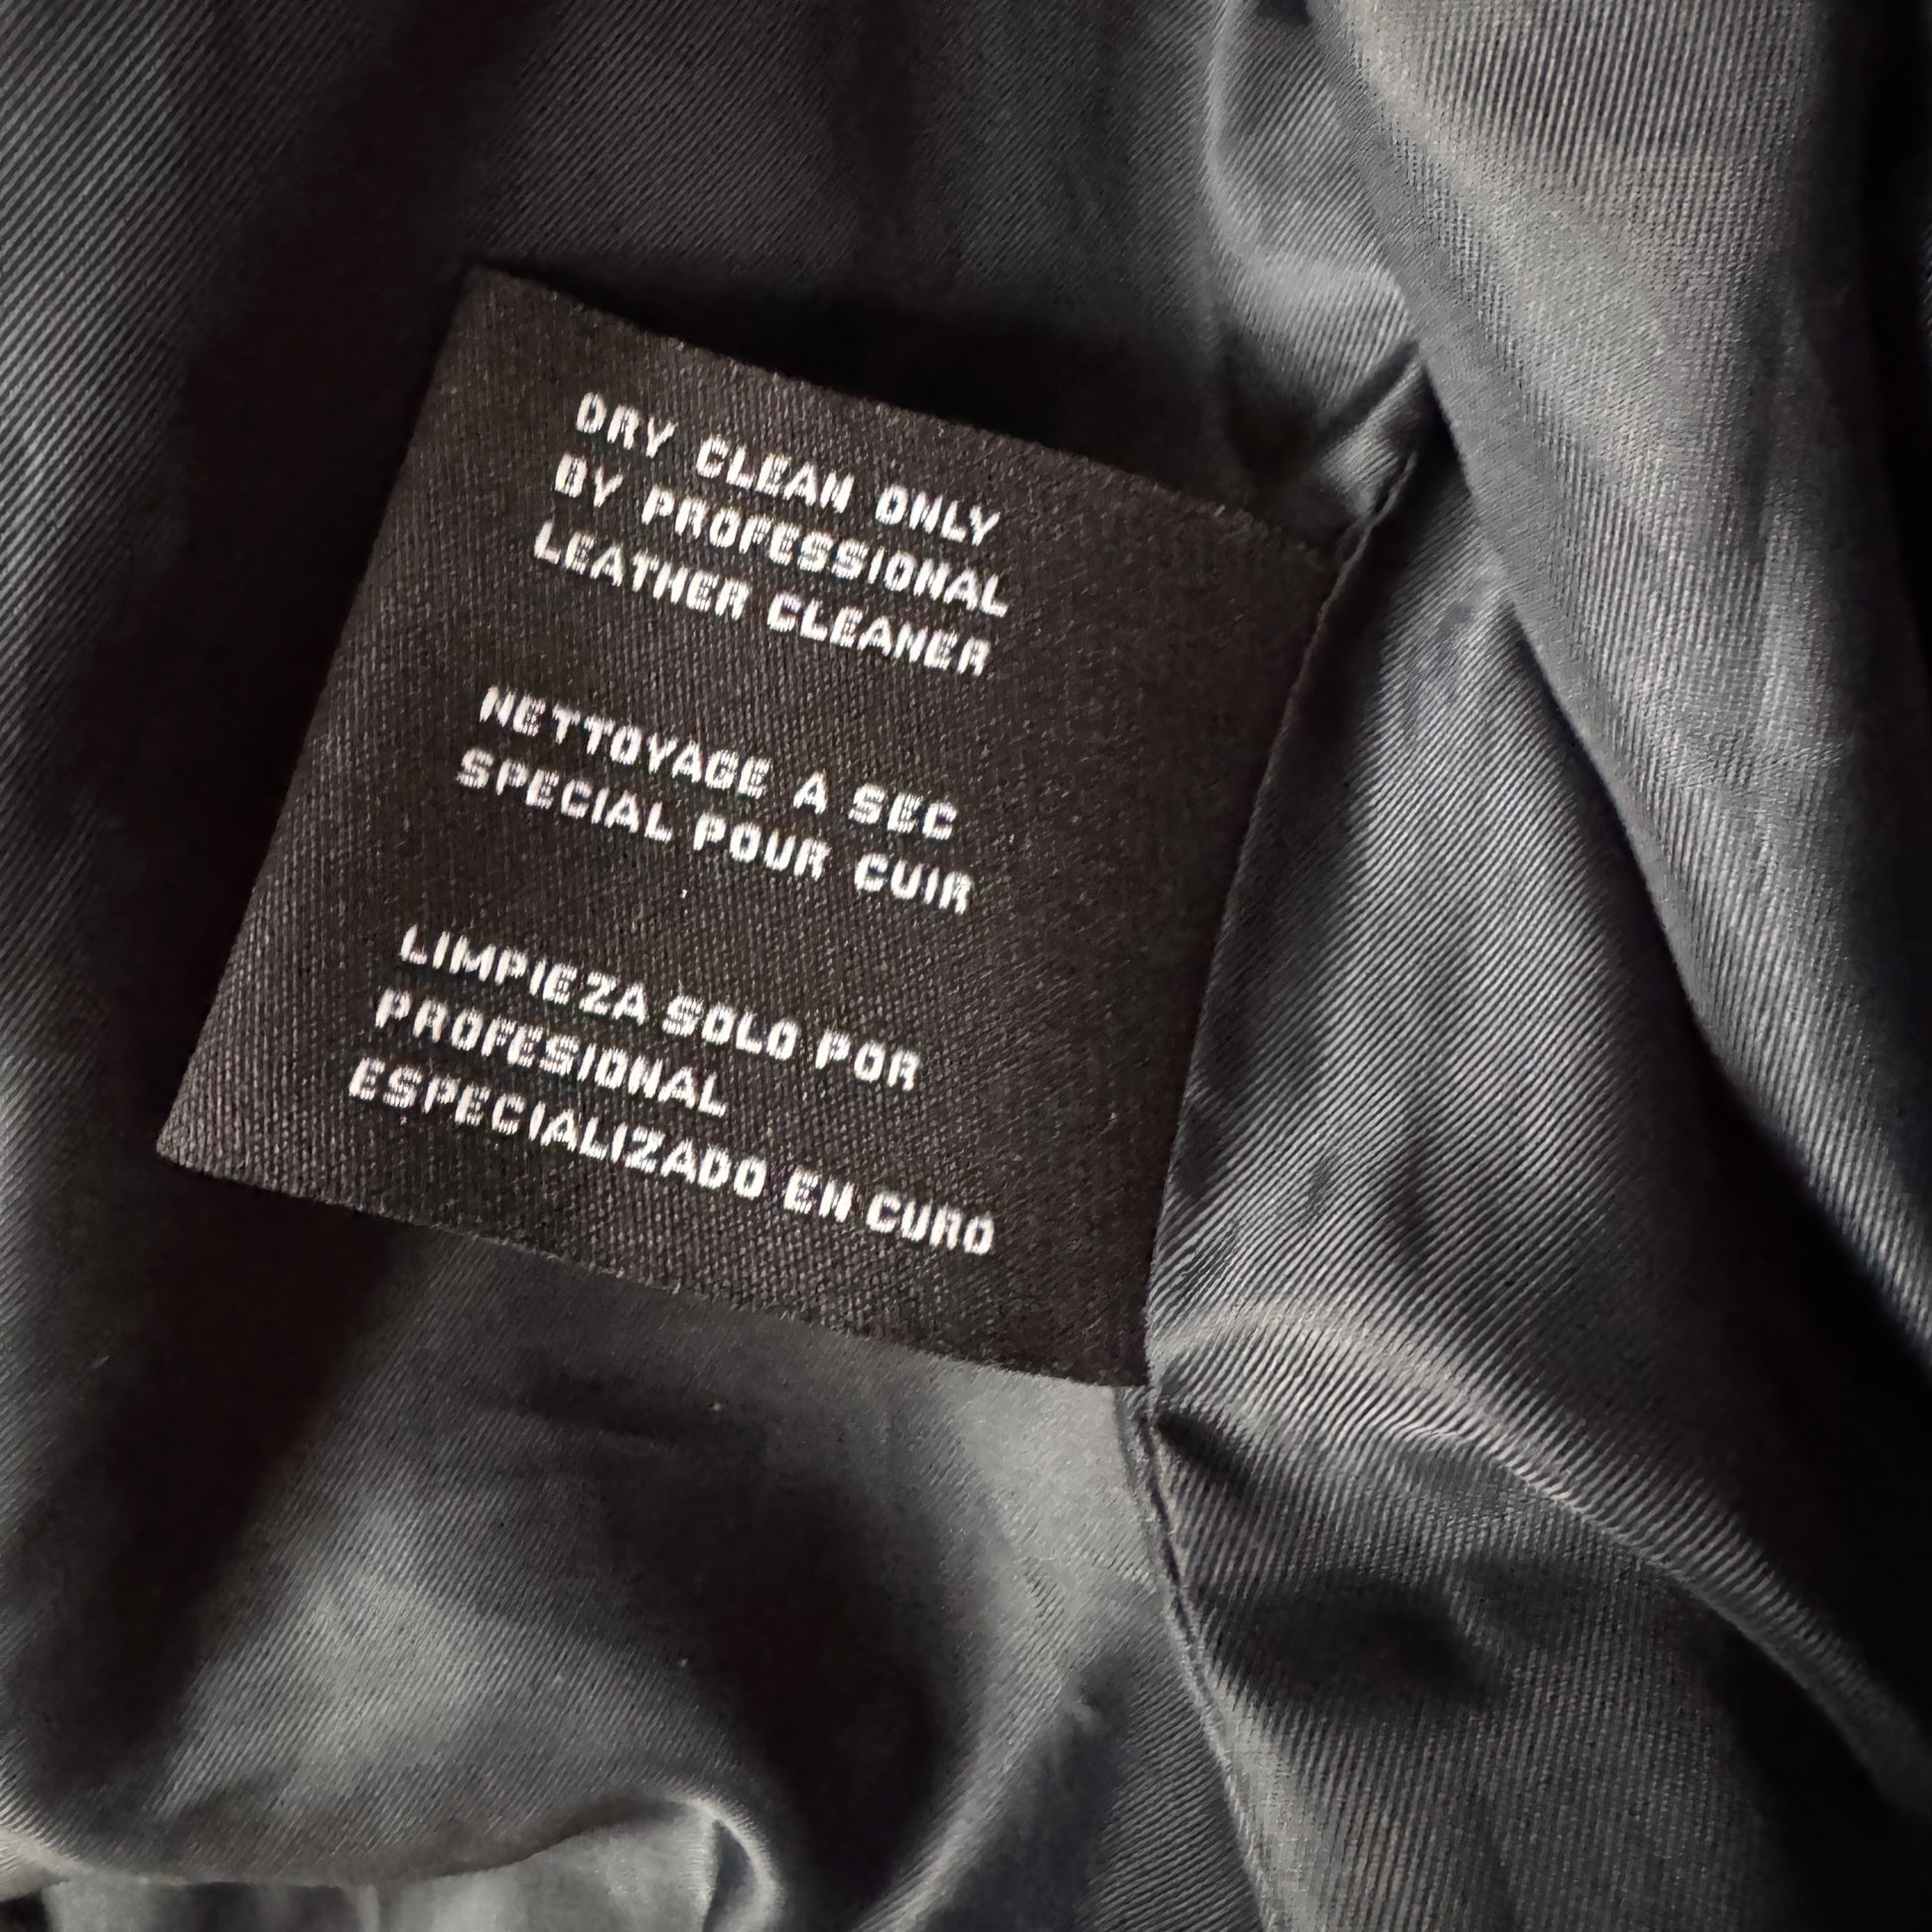 DRY CLEAN ONLY
BY PROFESSIONAL
LEATHER CLEANER
NETTOYAGE A SEC
SPECIAL POUR CUIR
LIMPIEZA SOLO POR
PROFESIONAL
ESPECIALIZADO EN CURO